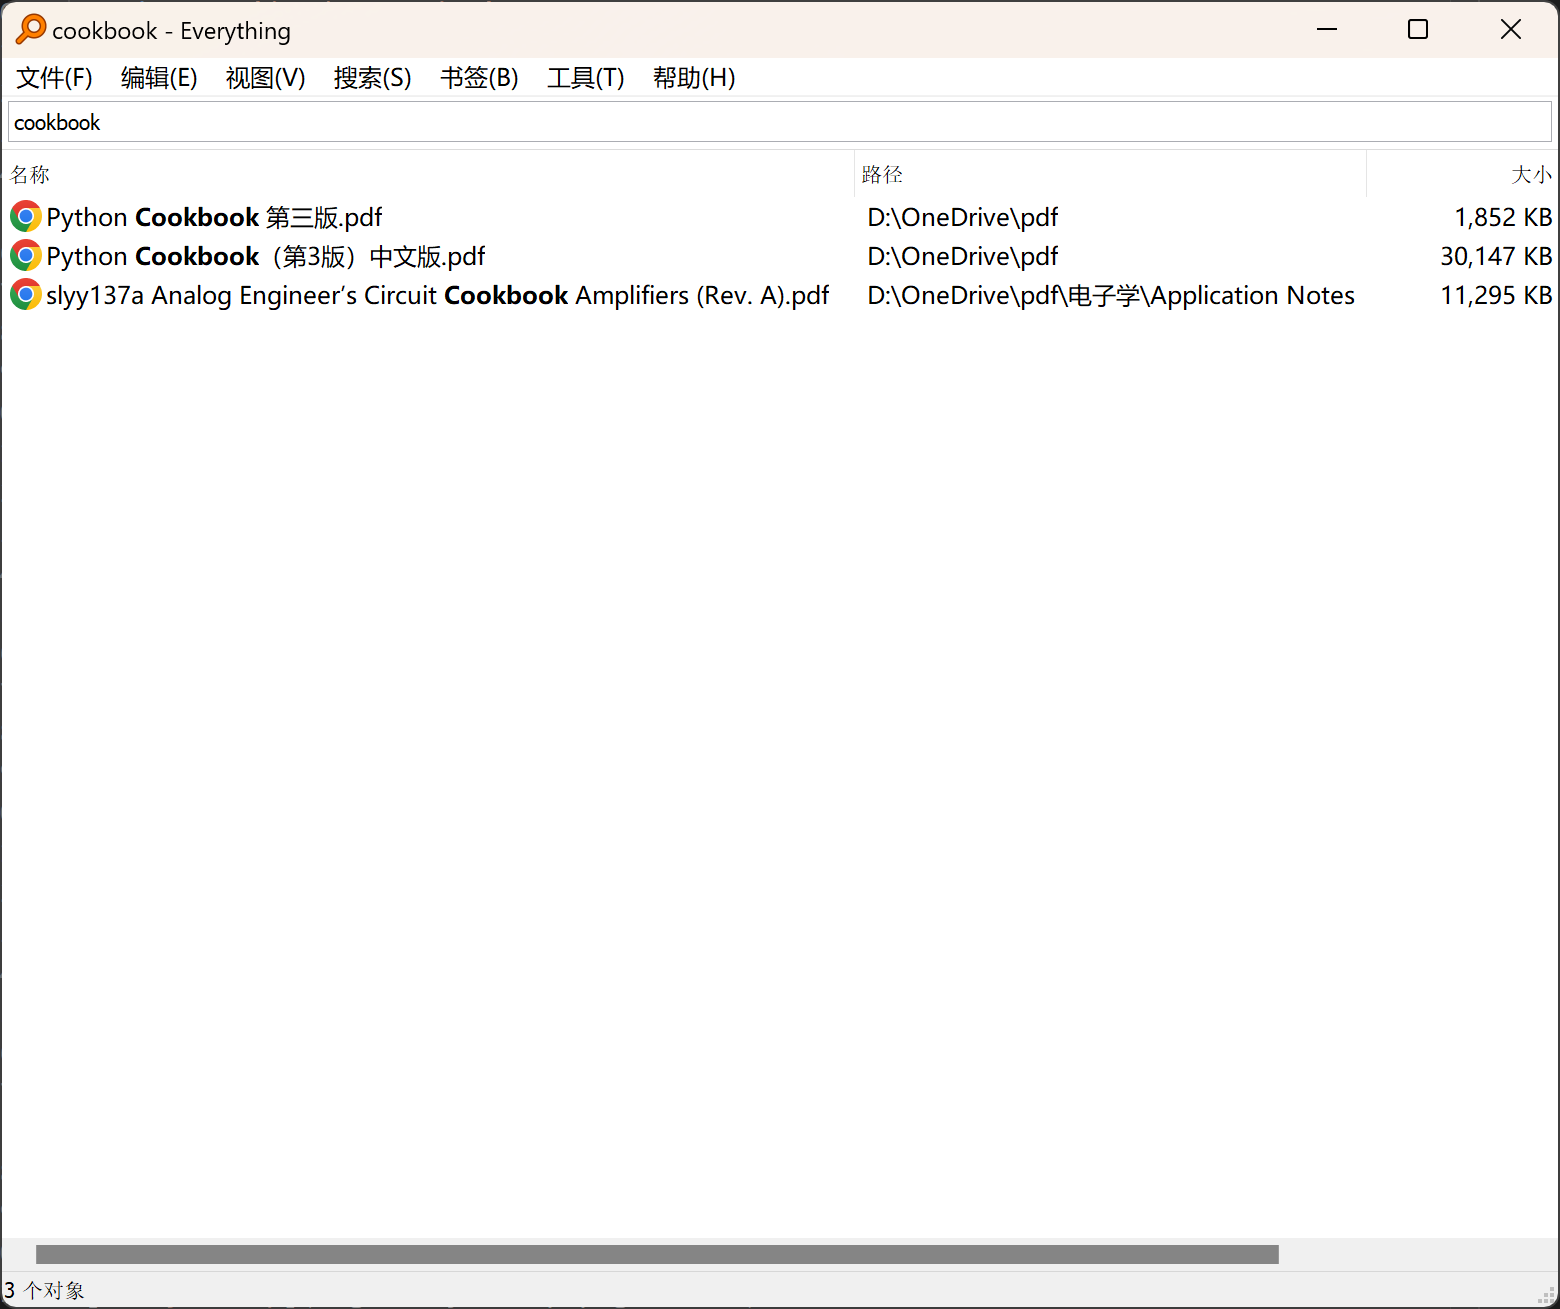 cookbook - Everything
文件(F) 编辑(E) 视图(V) 搜索(S) 书签(B) 工具(T) 帮助(H)
cookbook
名称 路径 大小
Python Cookbook 第三版.pdf D:\OneDrive\pdf 1,852 KB
Python Cookbook（第3版）中文版.pdf D:\OneDrive\pdf 30,147 KB
slyy137a Analog Engineer’s Circuit Cookbook Amplifiers (Rev. A).pdf D:\OneDrive\pdf\电子学\Application Notes 11,295 KB
3 个对象